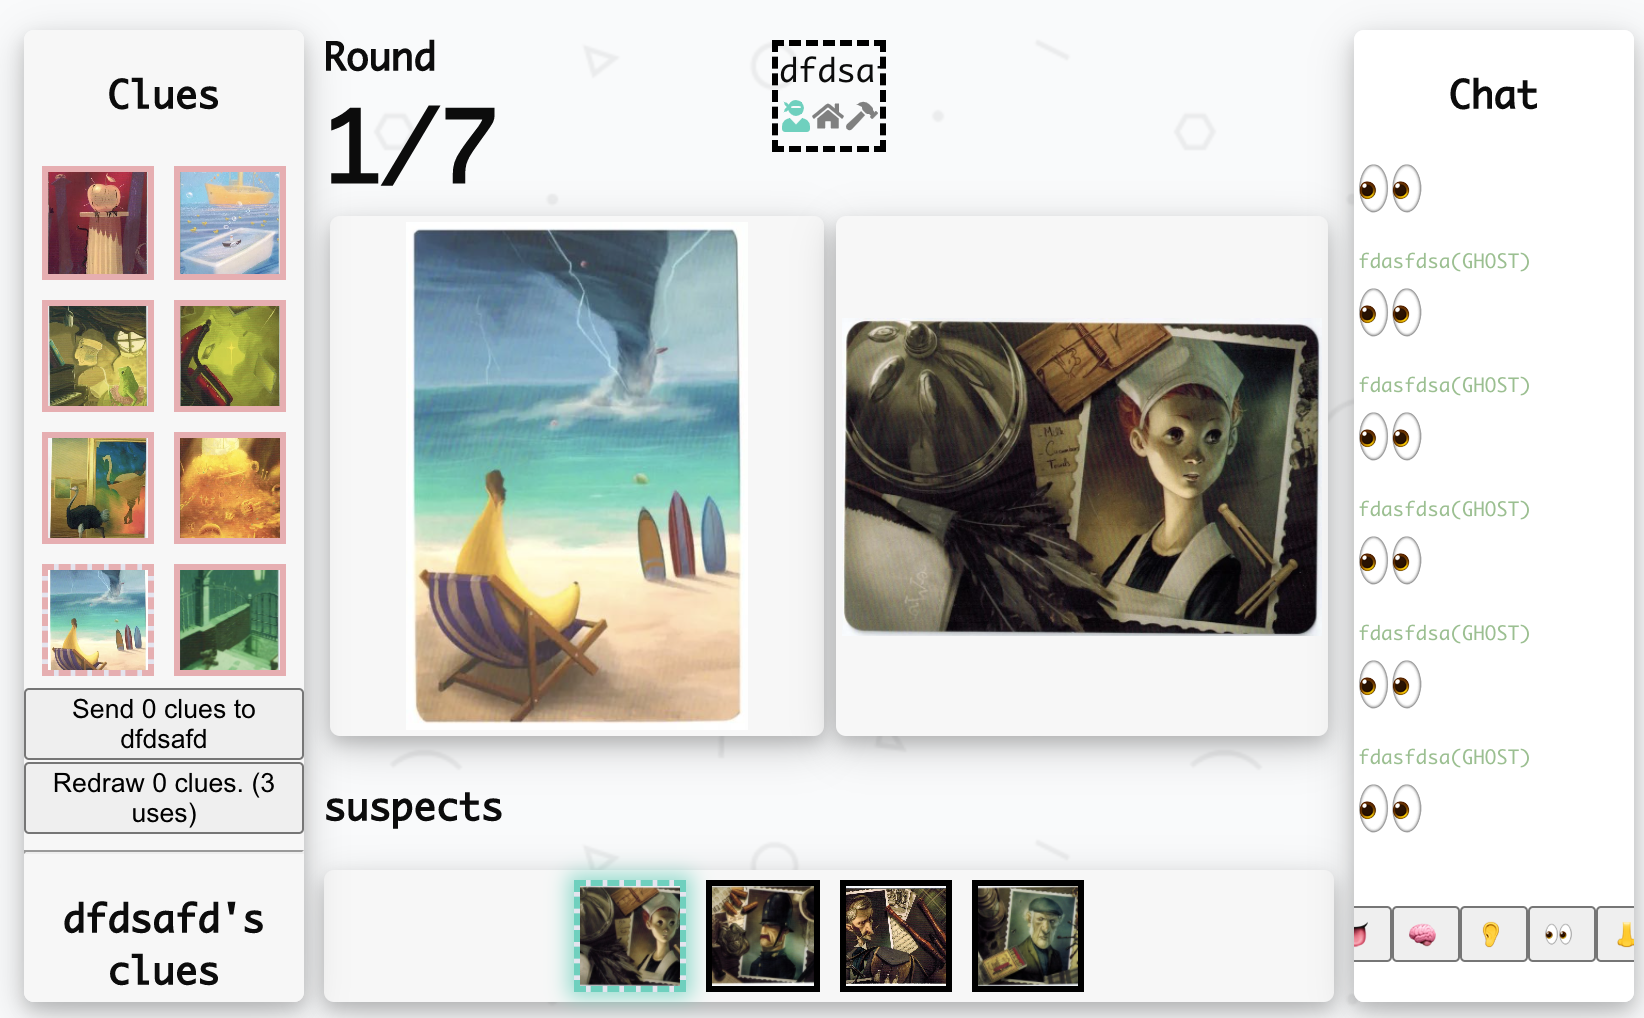 Clues
Send 0 clues to
dfdsafd
Redraw 0 clues. (3
uses)
dfdsafd's
clues
Round
1/7
dfdsa
- Milk
suspects
Chat
fdasfdsa(GHOST)
fdasfdsa(GHOST)
fdasfdsa(GHOST)
fdasfdsa(GHOST)
fdasfdsa(GHOST)